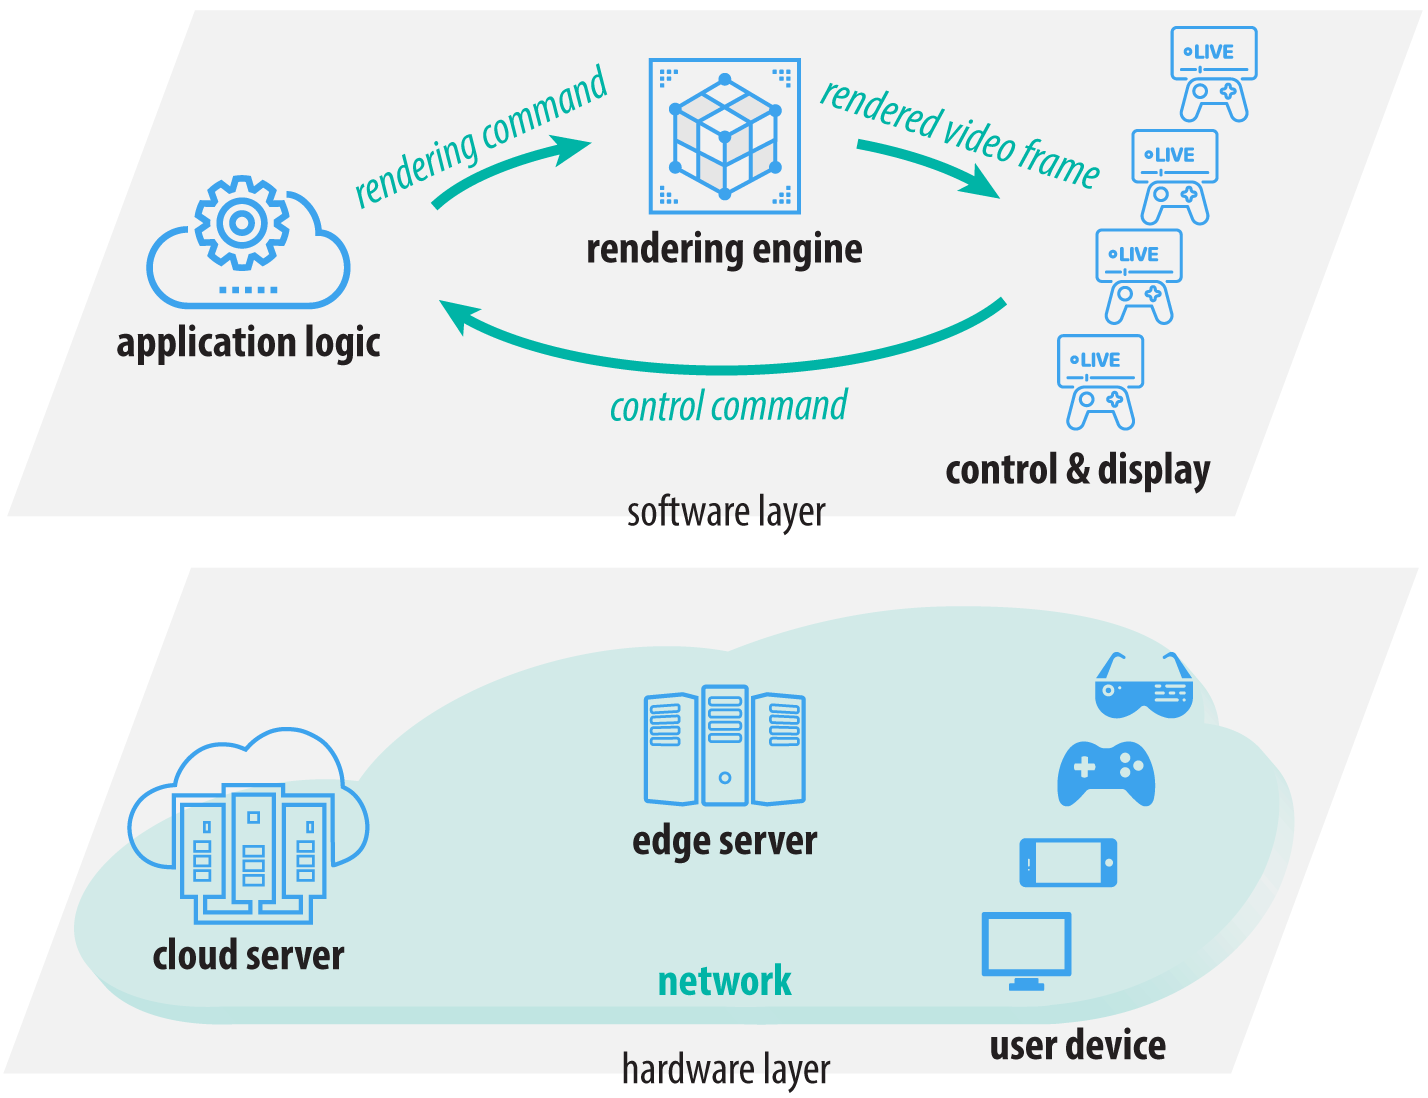 LIVE
rendering command
rendered video frame
LIVE
rendering engine
LIVE
application logic
LIVE
control command
control & display
software layer
edge server
cloud server
network
user device
hardware layer